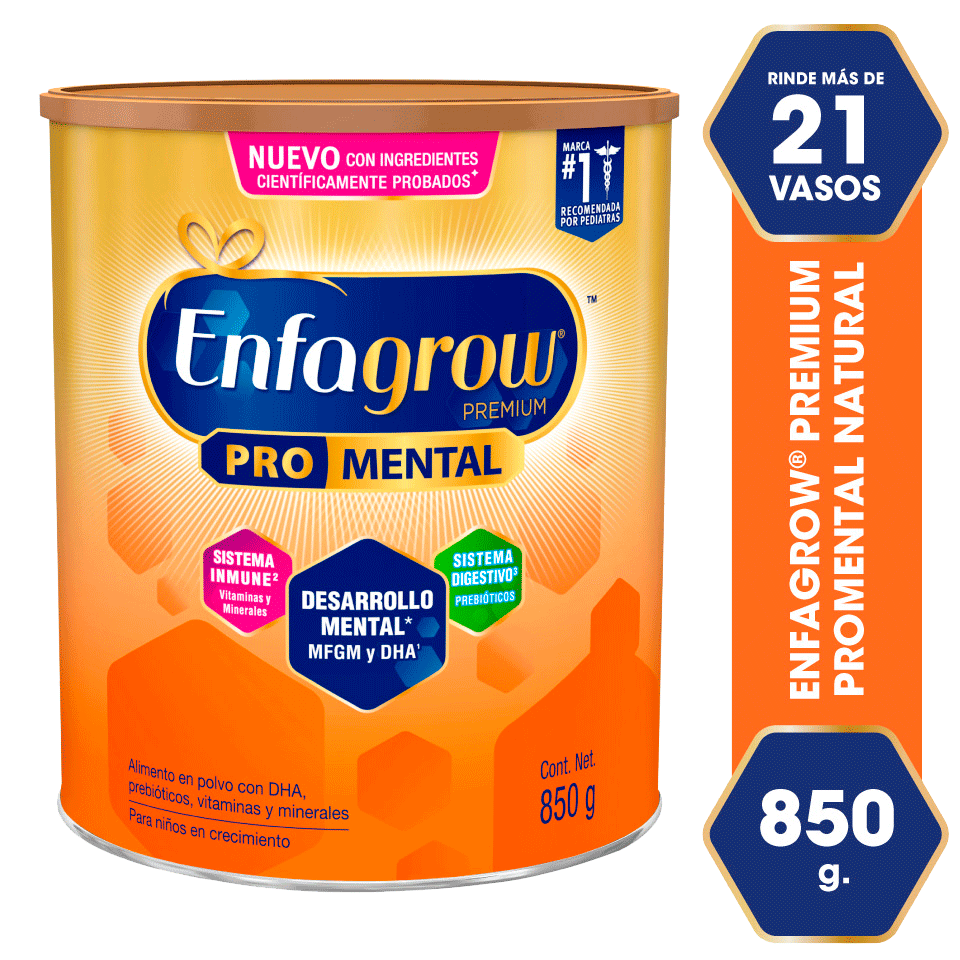 NUEVO CON INGREDIENTES
CIENTÍFICAMENTE PROBADOS+
MARCA
#1
RECOMENDADA
POR PEDIATRAS
Enfagrow®
™
PREMIUM
PRO MENTAL
SISTEMA
INMUNE²
Vitaminas y
Minerales
DESARROLLO
MENTAL*
MFGM y DHA¹
SISTEMA
DIGESTIVO³
PREBIÓTICOS
Alimento en polvo con DHA,
prebióticos, vitaminas y minerales
Para niños en crecimiento
Cont. Net.
850 g
RINDE MÁS DE
21
VASOS
ENFAGROW® PREMIUM
PROMENTAL NATURAL
850
g.